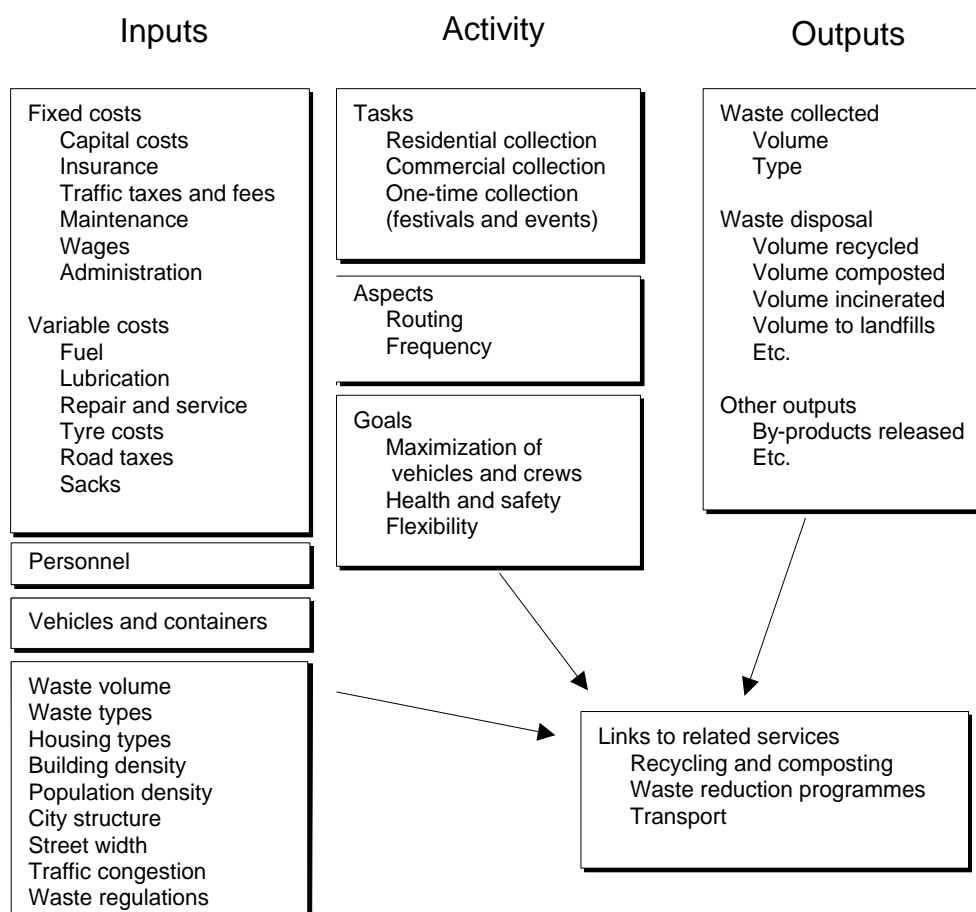 Inputs
Fixed costs
Capital costs
Insurance
Traffic taxes and fees
Maintenance
Wages
Administration
Variable costs
Fuel
Lubrication
Repair and service
Tyre costs
Road taxes
Sacks
Personnel
Vehicles and containers
Waste volume
Waste types
Housing types
Building density
Population density
City structure
Street width
Traffic congestion
Waste regulations
Activity
Tasks
Residential collection
Commercial collection
One-time collection
(festivals and events)
Aspects
Routing
Frequency
Goals
Maximization of
vehicles and crews
Health and safety
Flexibility
Outputs
Waste collected
Volume
Type
Waste disposal
Volume recycled
Volume composted
Volume incinerated
Volume to landfills
Etc.
Other outputs
By-products released
Etc.
Links to related services
Recycling and composting
Waste reduction programmes
Transport